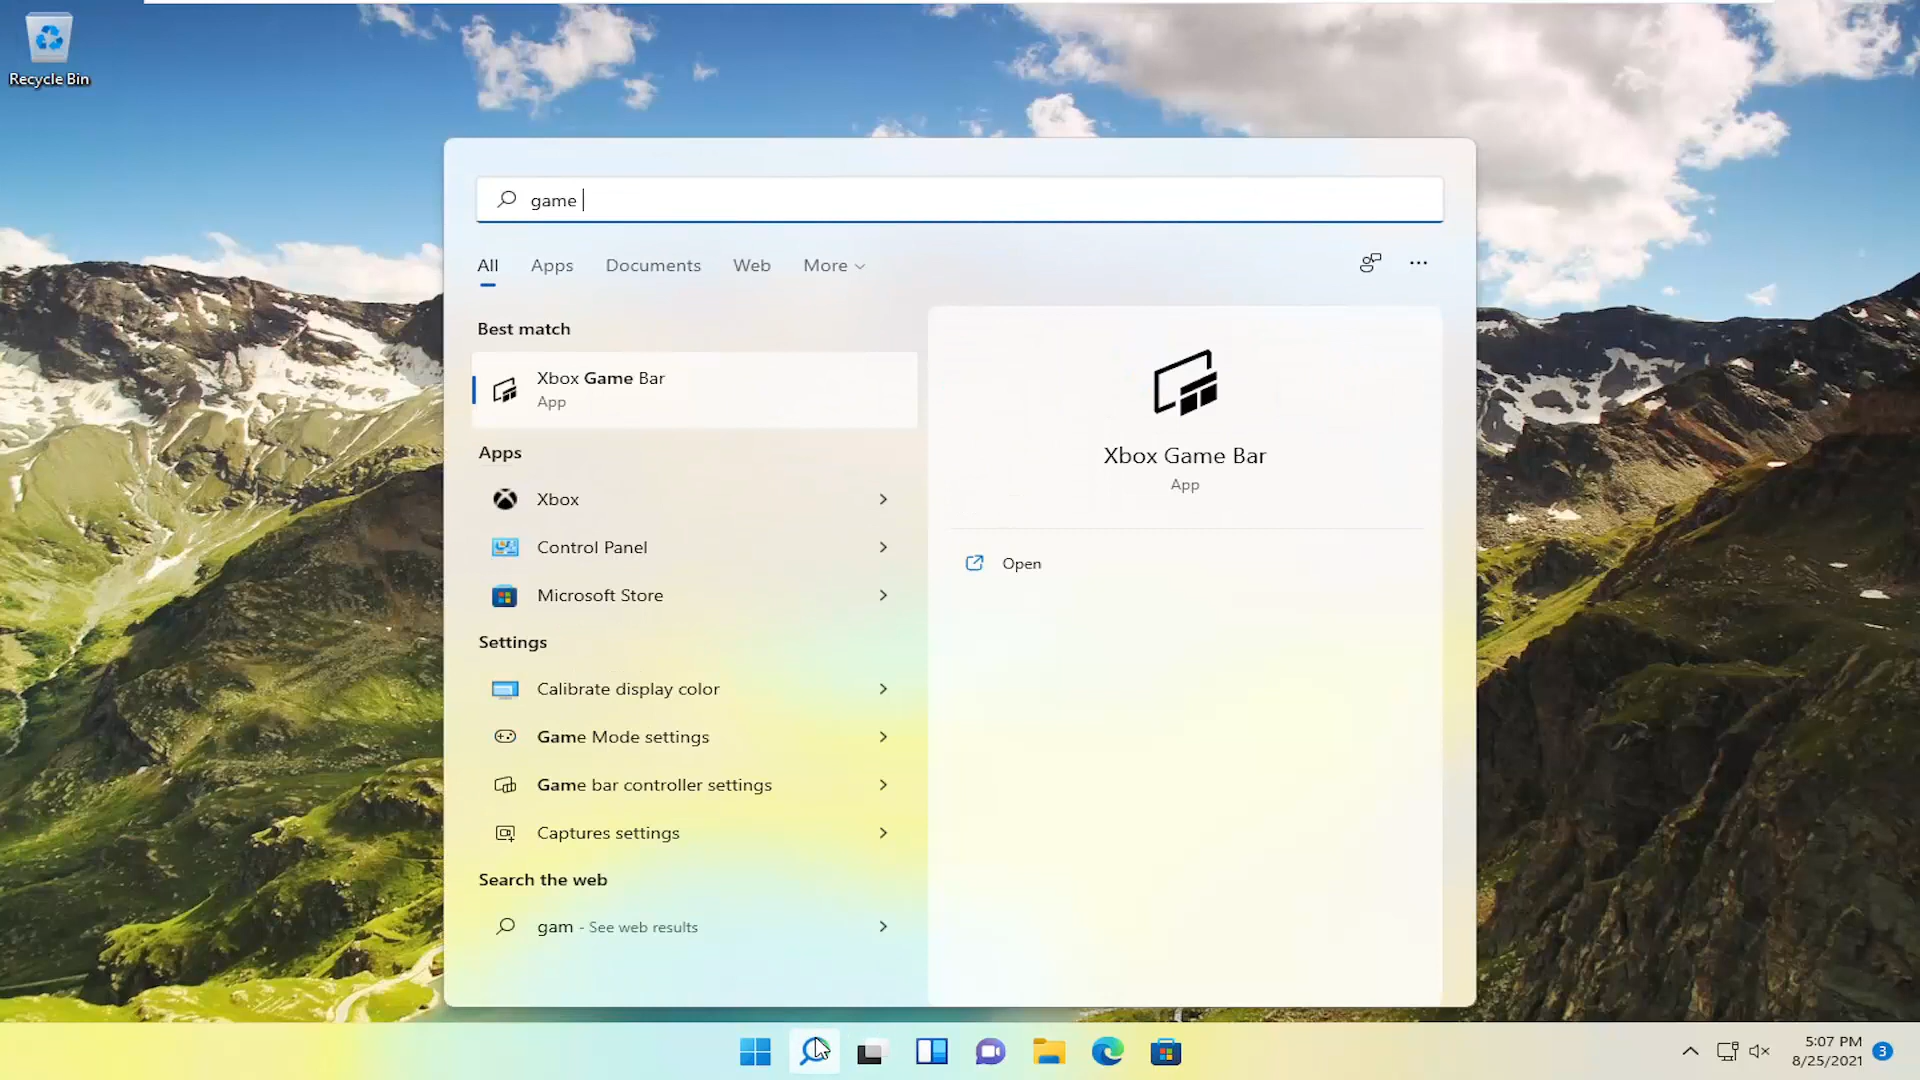 Recycle Bin
game
All Apps Documents Web More
Best match
Xbox Game Bar
App
Apps
Xbox
Control Panel
Microsoft Store
Settings
Calibrate display color
Game Mode settings
Game bar controller settings
Captures settings
Search the web
gam - See web results
Xbox Game Bar
App
Open
5:07 PM
8/25/2021
3